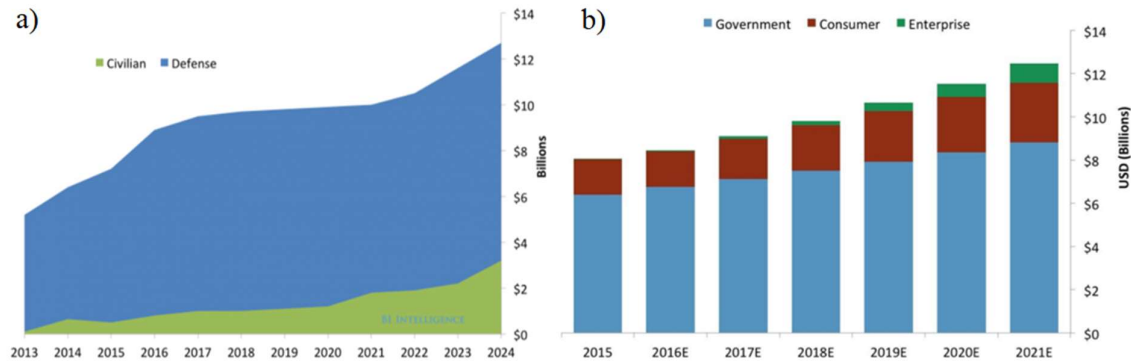 a)
Civilian Defense
$14
$12
$10
$8
$6
$4
$2
$0
Billions
BI INTELLIGENCE
2013 2014 2015 2016 2017 2018 2019 2020 2021 2022 2023 2024
b)
Government Consumer Enterprise
$14
$12
$10
$8
$6
$4
$2
$0
USD (Billions)
2015 2016E 2017E 2018E 2019E 2020E 2021E